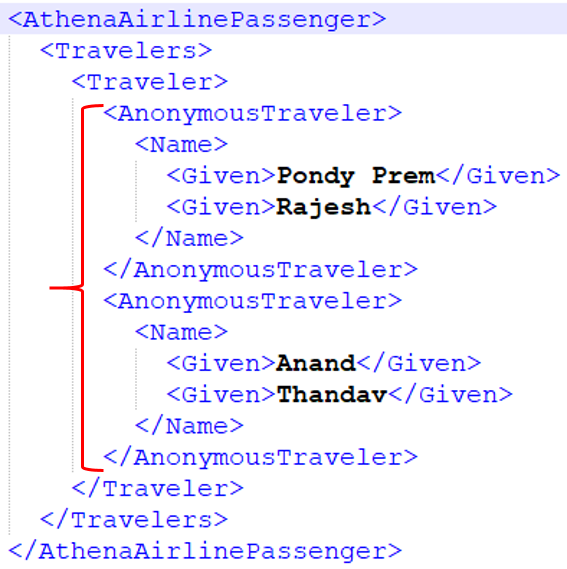 <AthenaAirlinePassenger>
<Travelers>
<Traveler>
<AnonymousTraveler>
<Name>
<Given>Pondy Prem</Given>
<Given>Rajesh</Given>
</Name>
</AnonymousTraveler>
<AnonymousTraveler>
<Name>
<Given>Anand</Given>
<Given>Thandav</Given>
</Name>
</AnonymousTraveler>
</Traveler>
</Travelers>
</AthenaAirlinePassenger>